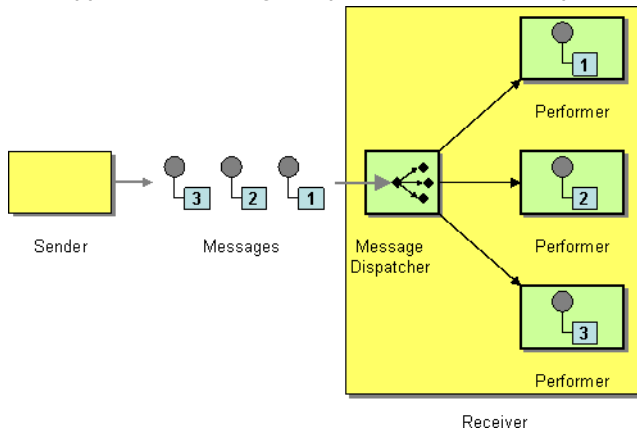 1
Performer
3 2 1
2
Sender
Messages
Message
Dispatcher
Performer
3
Performer
Receiver